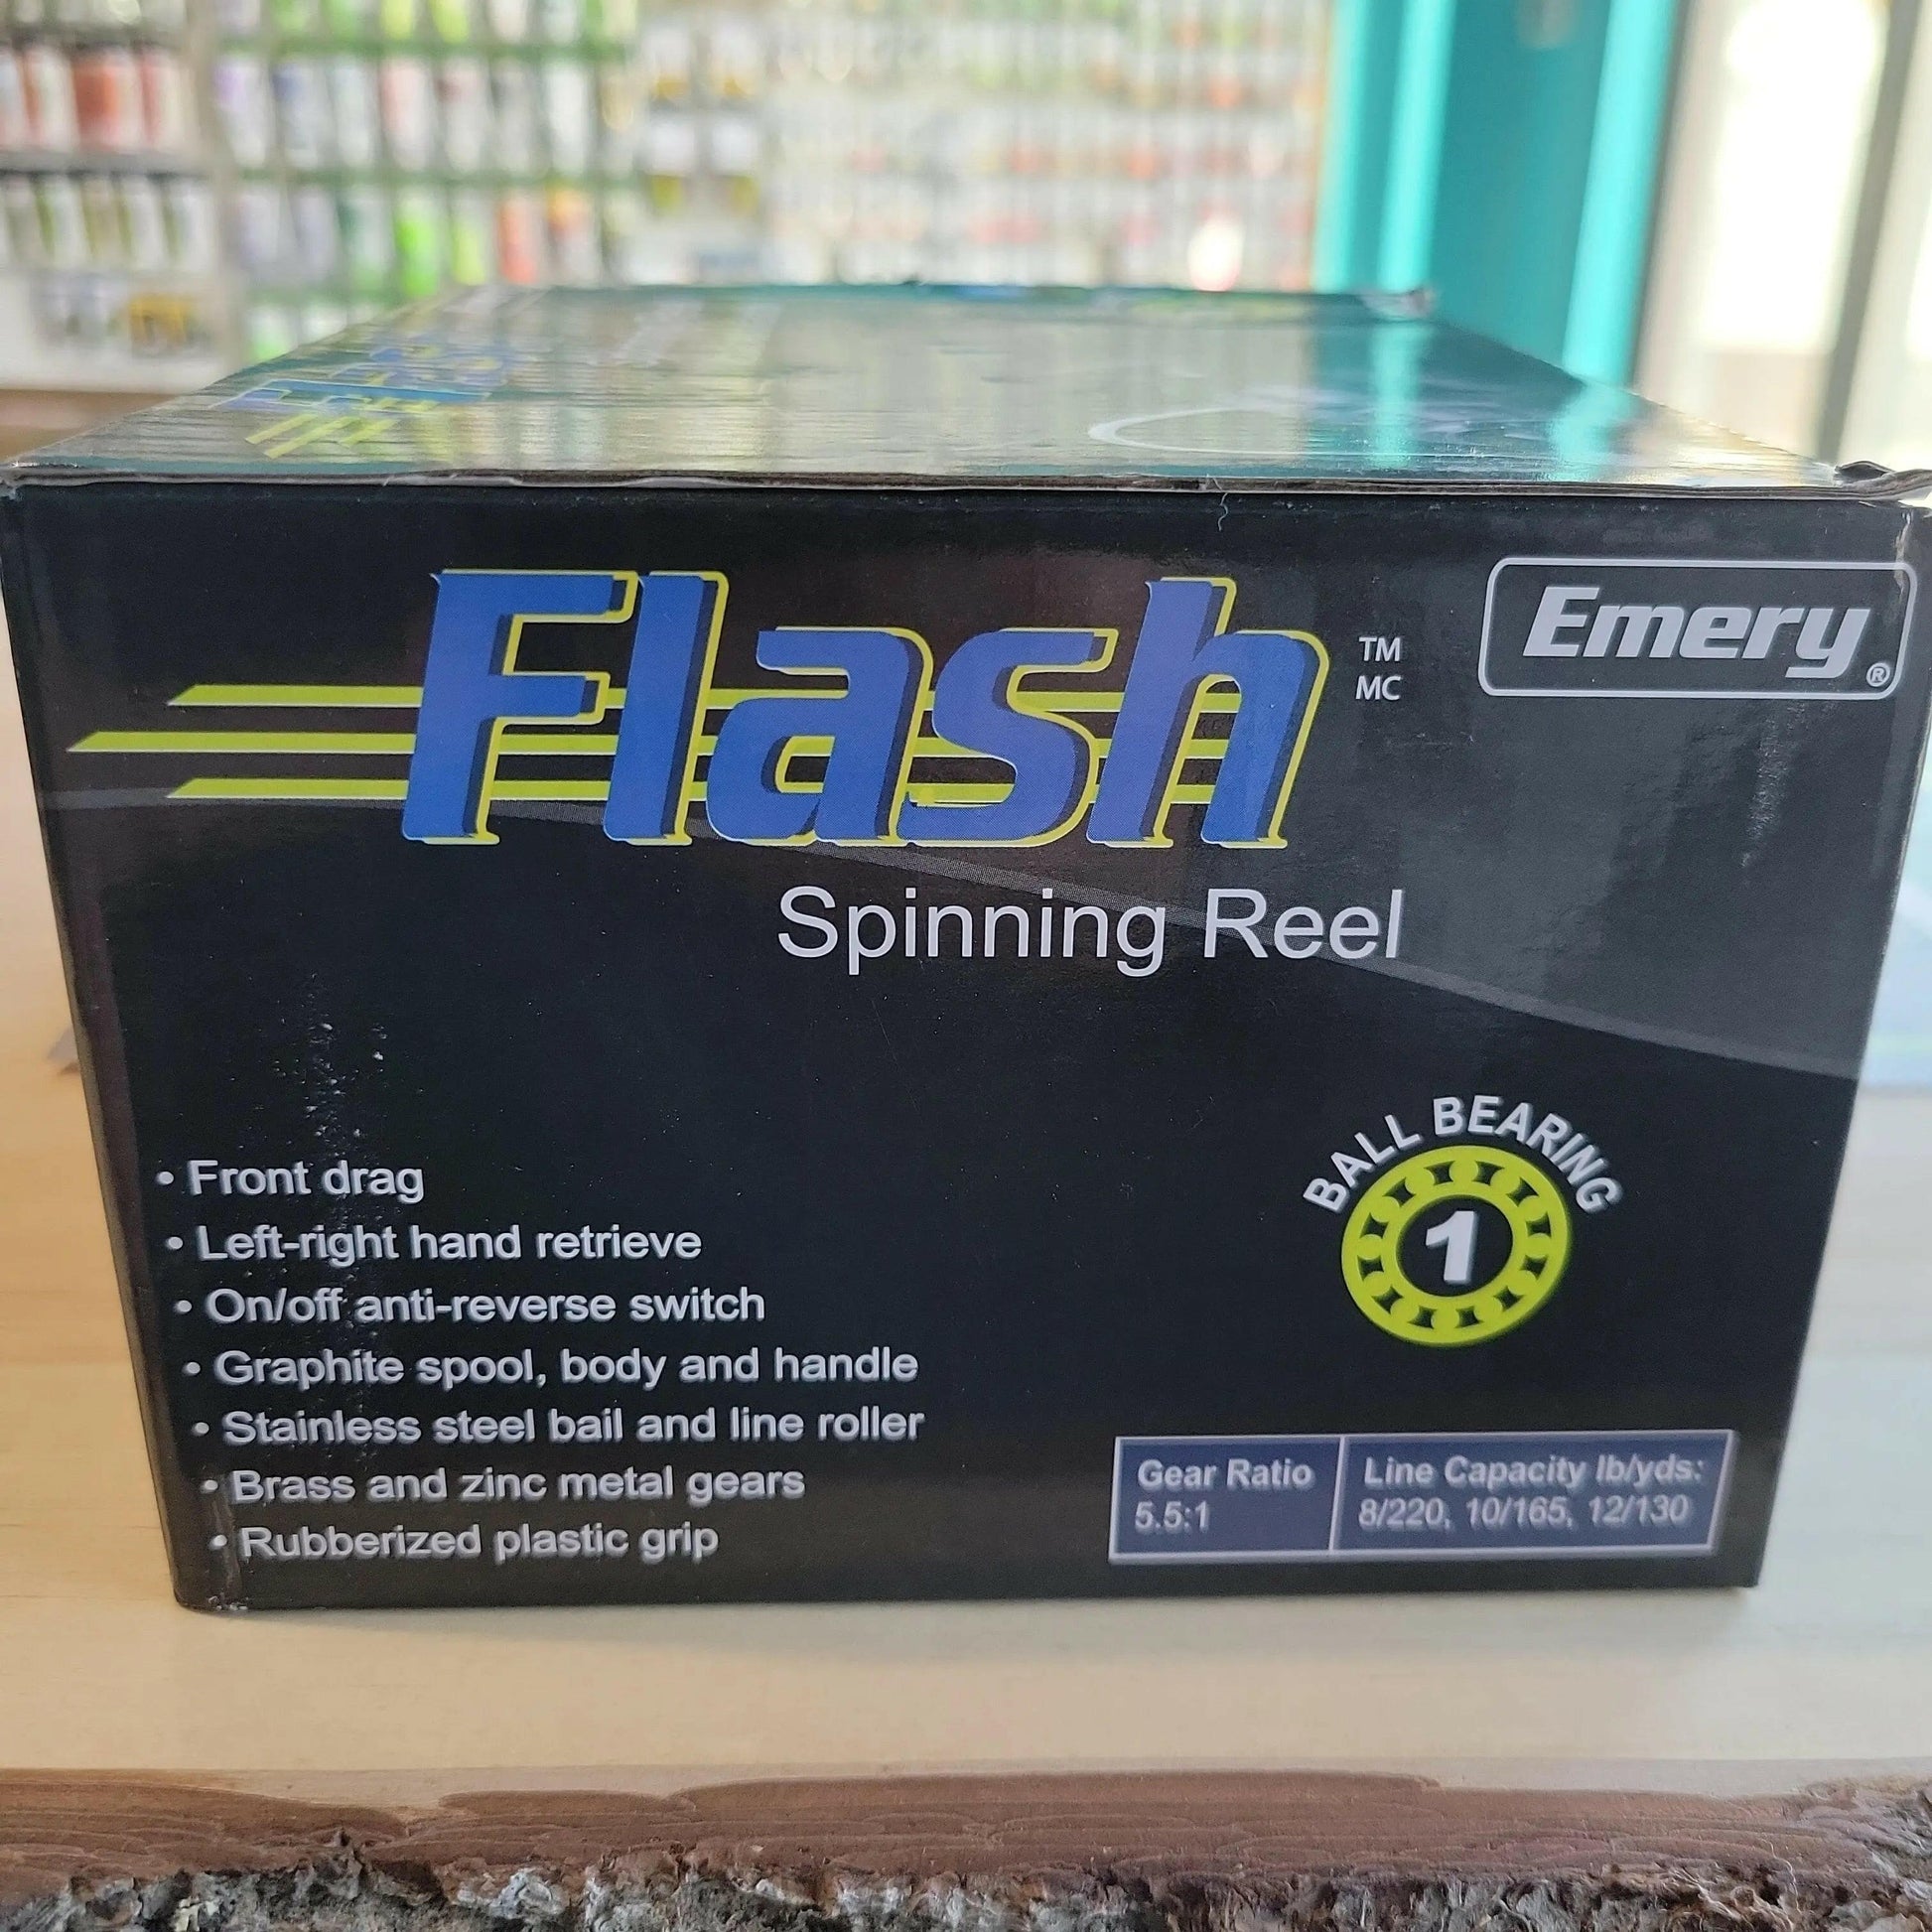 Flash
TM
MC
Emery®
Spinning Reel
• Front drag
• Left-right hand retrieve
• On/off anti-reverse switch
• Graphite spool, body and handle
• Stainless steel bail and line roller
• Brass and zinc metal gears
• Rubberized plastic grip
BALL BEARING
1
Gear Ratio
5.5:1
Line Capacity lb/yds:
8/220, 10/165, 12/130